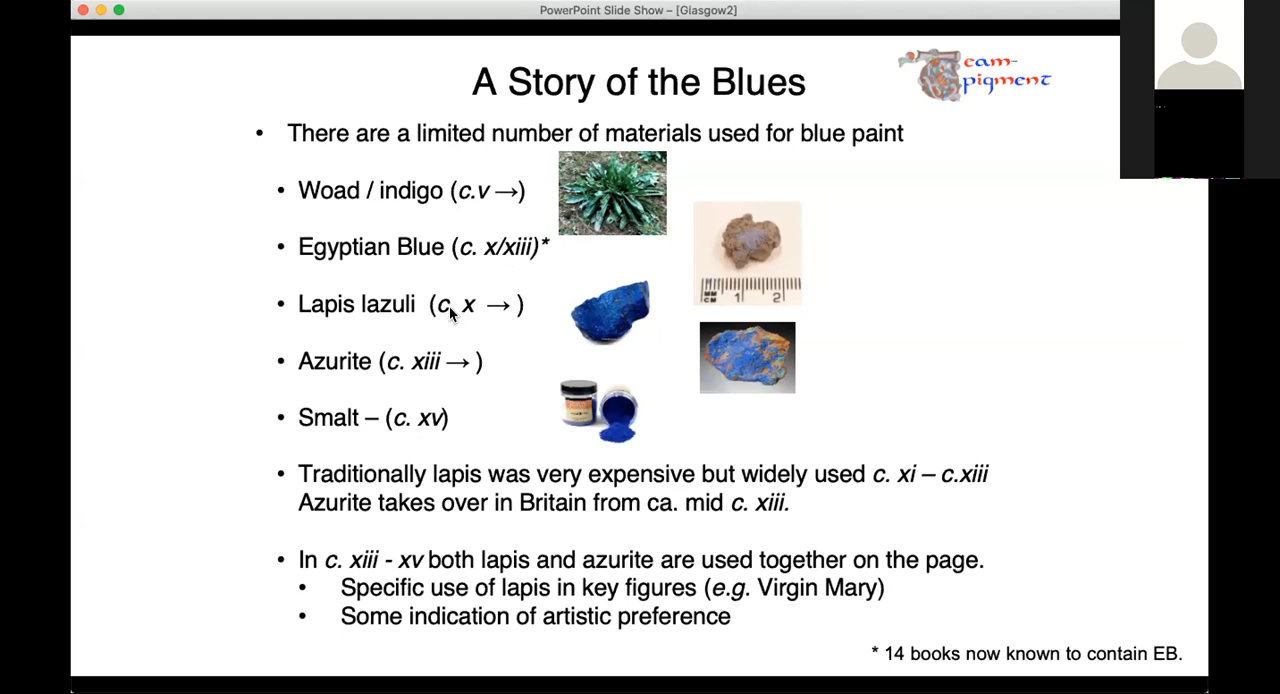 PowerPoint Slide Show – [Glasgow2]
A Story of the Blues
cam-
pigment
• There are a limited number of materials used for blue paint
• Woad / indigo (c.v →)
• Egyptian Blue (c. x/xiii)*
• Lapis lazuli (c. x → )
• Azurite (c. xiii → )
• Smalt – (c. xv)
MM
CM
1 2
• Traditionally lapis was very expensive but widely used c. xi – c.xiii
Azurite takes over in Britain from ca. mid c. xiii.
• In c. xiii - xv both lapis and azurite are used together on the page.
• Specific use of lapis in key figures (e.g. Virgin Mary)
• Some indication of artistic preference
* 14 books now known to contain EB.